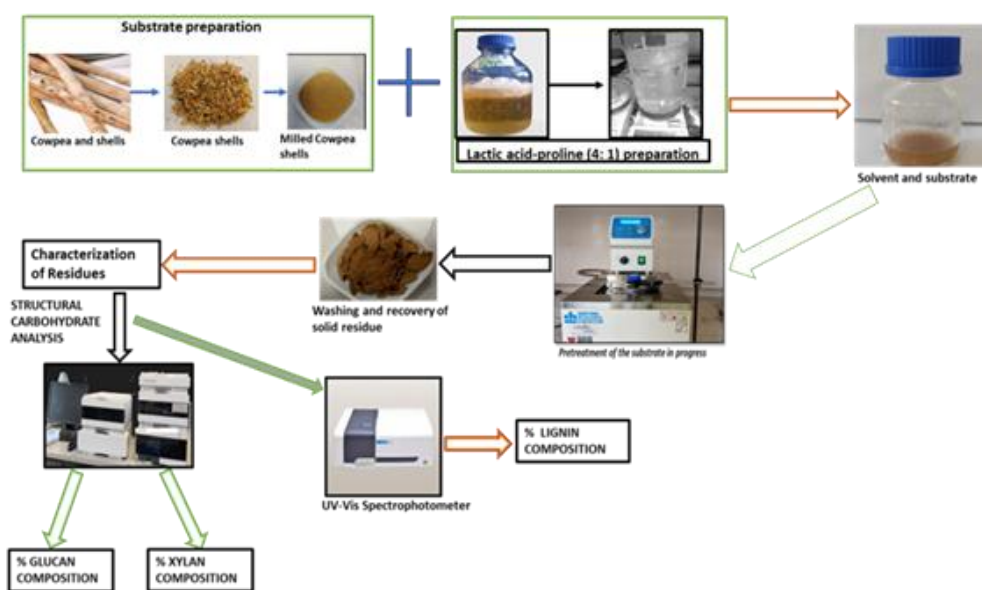 Substrate preparation
Cowpea and shells
Cowpea shells
Milled Cowpea
shells
Lactic acid-proline (4: 1) preparation
Solvent and substrate
Pretreatment of the substrate in progress
Washing and recovery of
solid residue
Characterization
of Residues
STRUCTURAL
CARBOHYDRATE
ANALYSIS
UV-Vis Spectrophotometer
% LIGNIN
COMPOSITION
% GLUCAN
COMPOSITION
% XYLAN
COMPOSITION